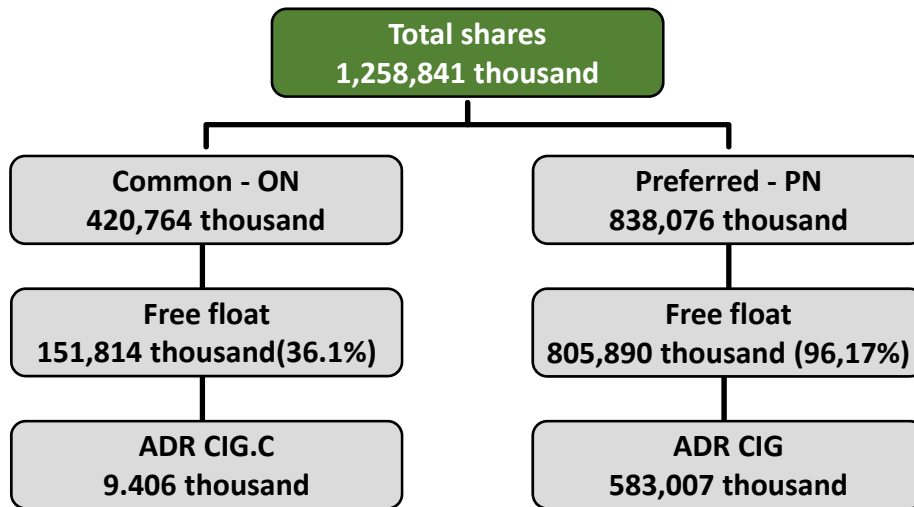 Total shares
1,258,841 thousand
Common - ON
420,764 thousand
Preferred - PN
838,076 thousand
Free float
151,814 thousand(36.1%)
Free float
805,890 thousand (96,17%)
ADR CIG.C
9.406 thousand
ADR CIG
583,007 thousand